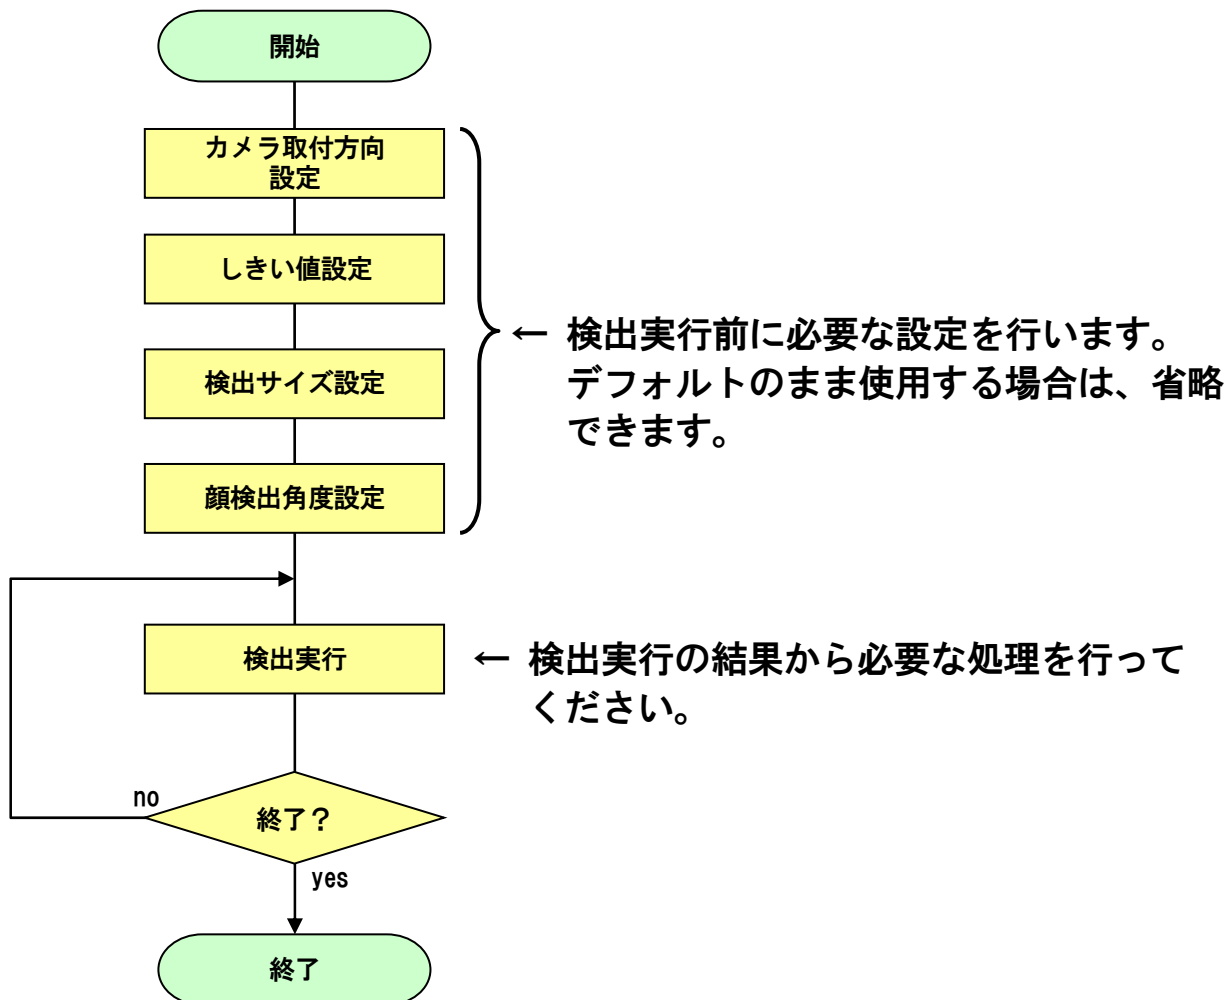 開始
カメラ取付方向
設定
しきい値設定
検出サイズ設定
顔検出角度設定
← 検出実行前に必要な設定を行います。
デフォルトのまま使用する場合は、省略
できます。
検出実行
← 検出実行の結果から必要な処理を行って
ください。
no
終了？
yes
終了